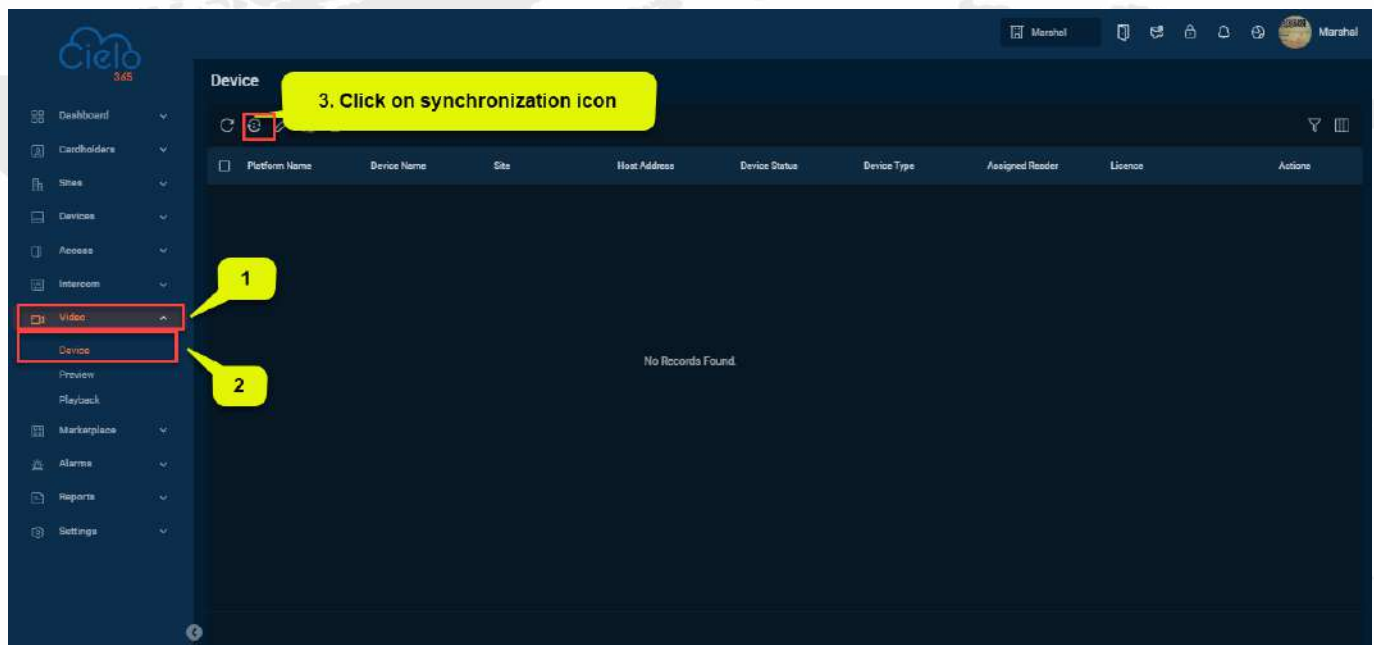 Cielo
365
Marshal
Marshal
Device
3. Click on synchronization icon
Dashboard
Cardholders
Sites
Devices
Access
Intercom
Video
Device
Preview
Playback
Marketplace
Alarms
Reports
Settings
Platform Name Device Name Site Host Address Device Status Device Type Assigned Reader Licence Actions
1
2
No Records Found.